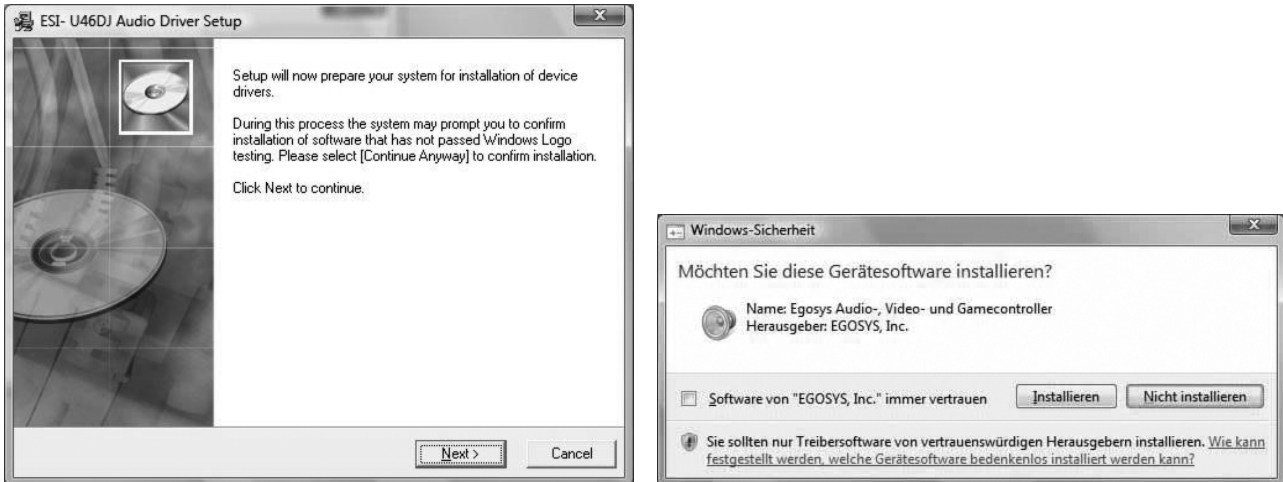 ESI- U46DJ Audio Driver Setup
Setup will now prepare your system for installation of device
drivers.
During this process the system may prompt you to confirm
installation of software that has not passed Windows Logo
testing. Please select [Continue Anyway] to confirm installation.
Click Next to continue.
Next >
Cancel
Windows-Sicherheit
Möchten Sie diese Gerätesoftware installieren?
Name: Egosys Audio-, Video- und Gamecontroller
Herausgeber: EGOSYS, Inc.
Software von "EGOSYS, Inc." immer vertrauen
Installieren
Nicht installieren
Sie sollten nur Treibersoftware von vertrauenswürdigen Herausgebern installieren. Wie kann
festgestellt werden, welche Gerätesoftware bedenkenlos installiert werden kann?